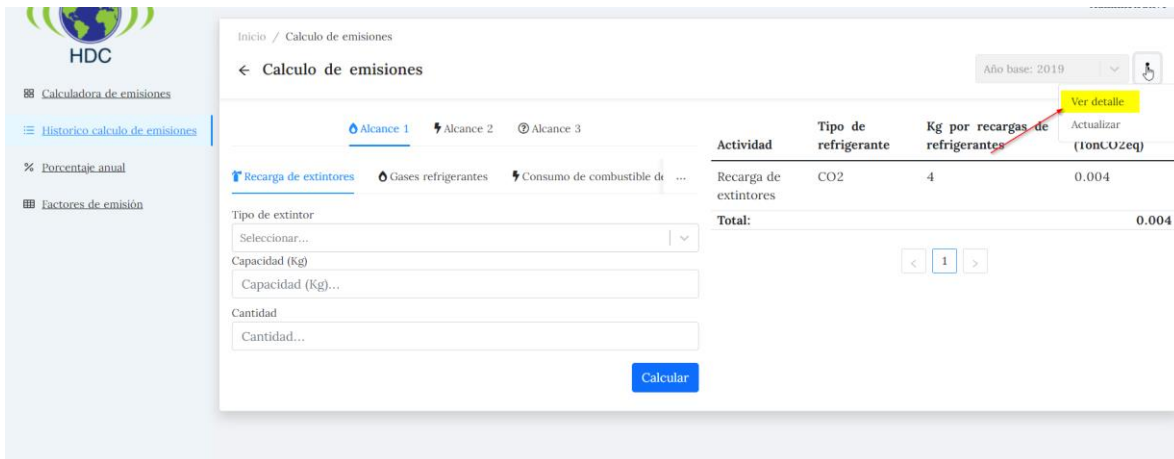 HDC
Calculadora de emisiones
Historico calculo de emisiones
Porcentaje anual
Factores de emisión
Inicio / Calculo de emisiones
← Calculo de emisiones
Año base: 2019
Ver detalle
Actualizar
Alcance 1 Alcance 2 Alcance 3
Recarga de extintores Gases refrigerantes Consumo de combustible de ...
Tipo de extintor
Seleccionar...
Capacidad (Kg)
Capacidad (Kg)...
Cantidad
Cantidad...
Calcular
Actividad
Tipo de
refrigerante
Kg por recargas de
refrigerantes
(TonCO2eq)
Recarga de
extintores
CO2
4
0.004
Total:
0.004
< 1 >